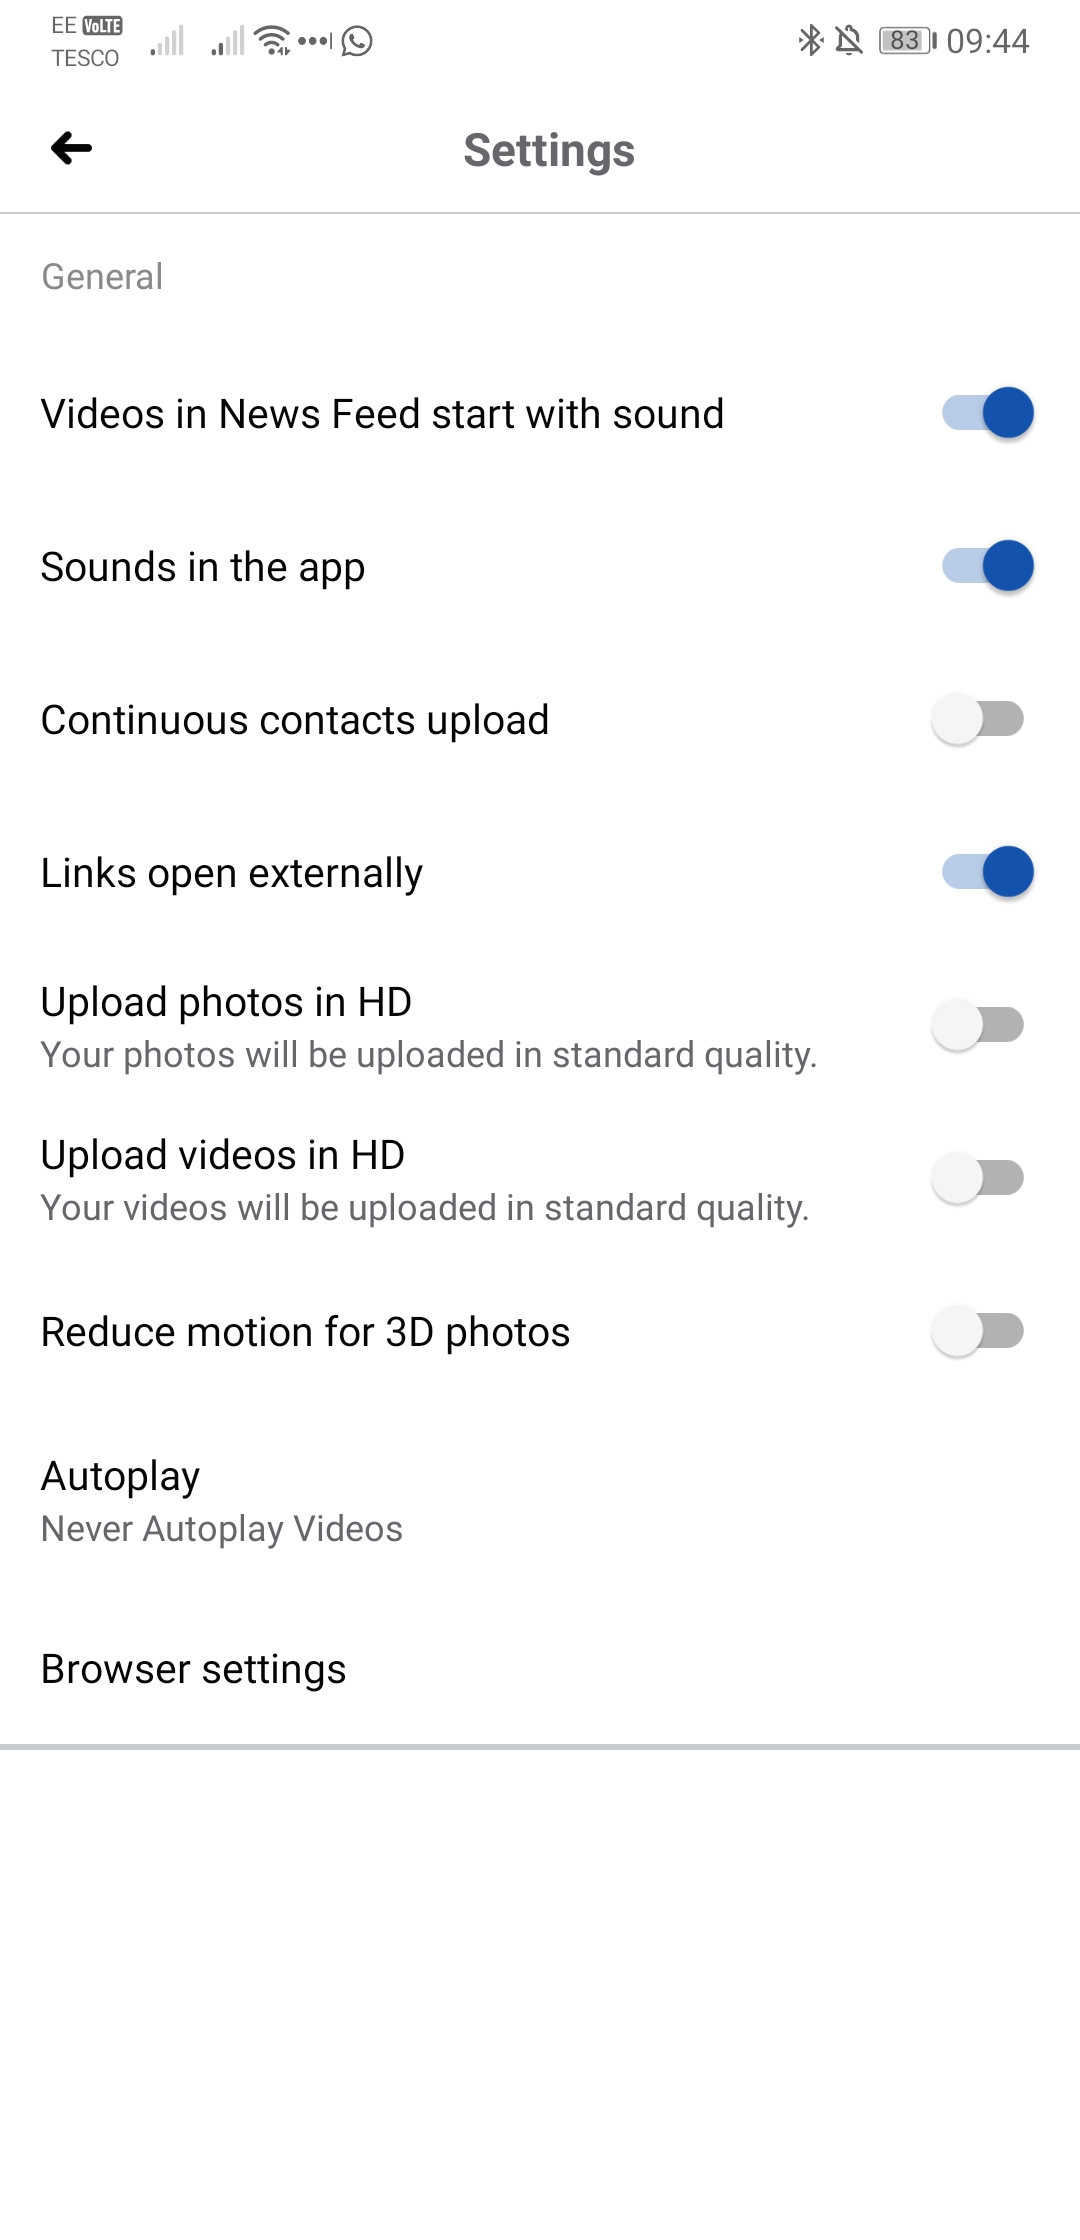 EE VoLTE
TESCO
83 09:44
Settings
General
Videos in News Feed start with sound
Sounds in the app
Continuous contacts upload
Links open externally
Upload photos in HD
Your photos will be uploaded in standard quality.
Upload videos in HD
Your videos will be uploaded in standard quality.
Reduce motion for 3D photos
Autoplay
Never Autoplay Videos
Browser settings